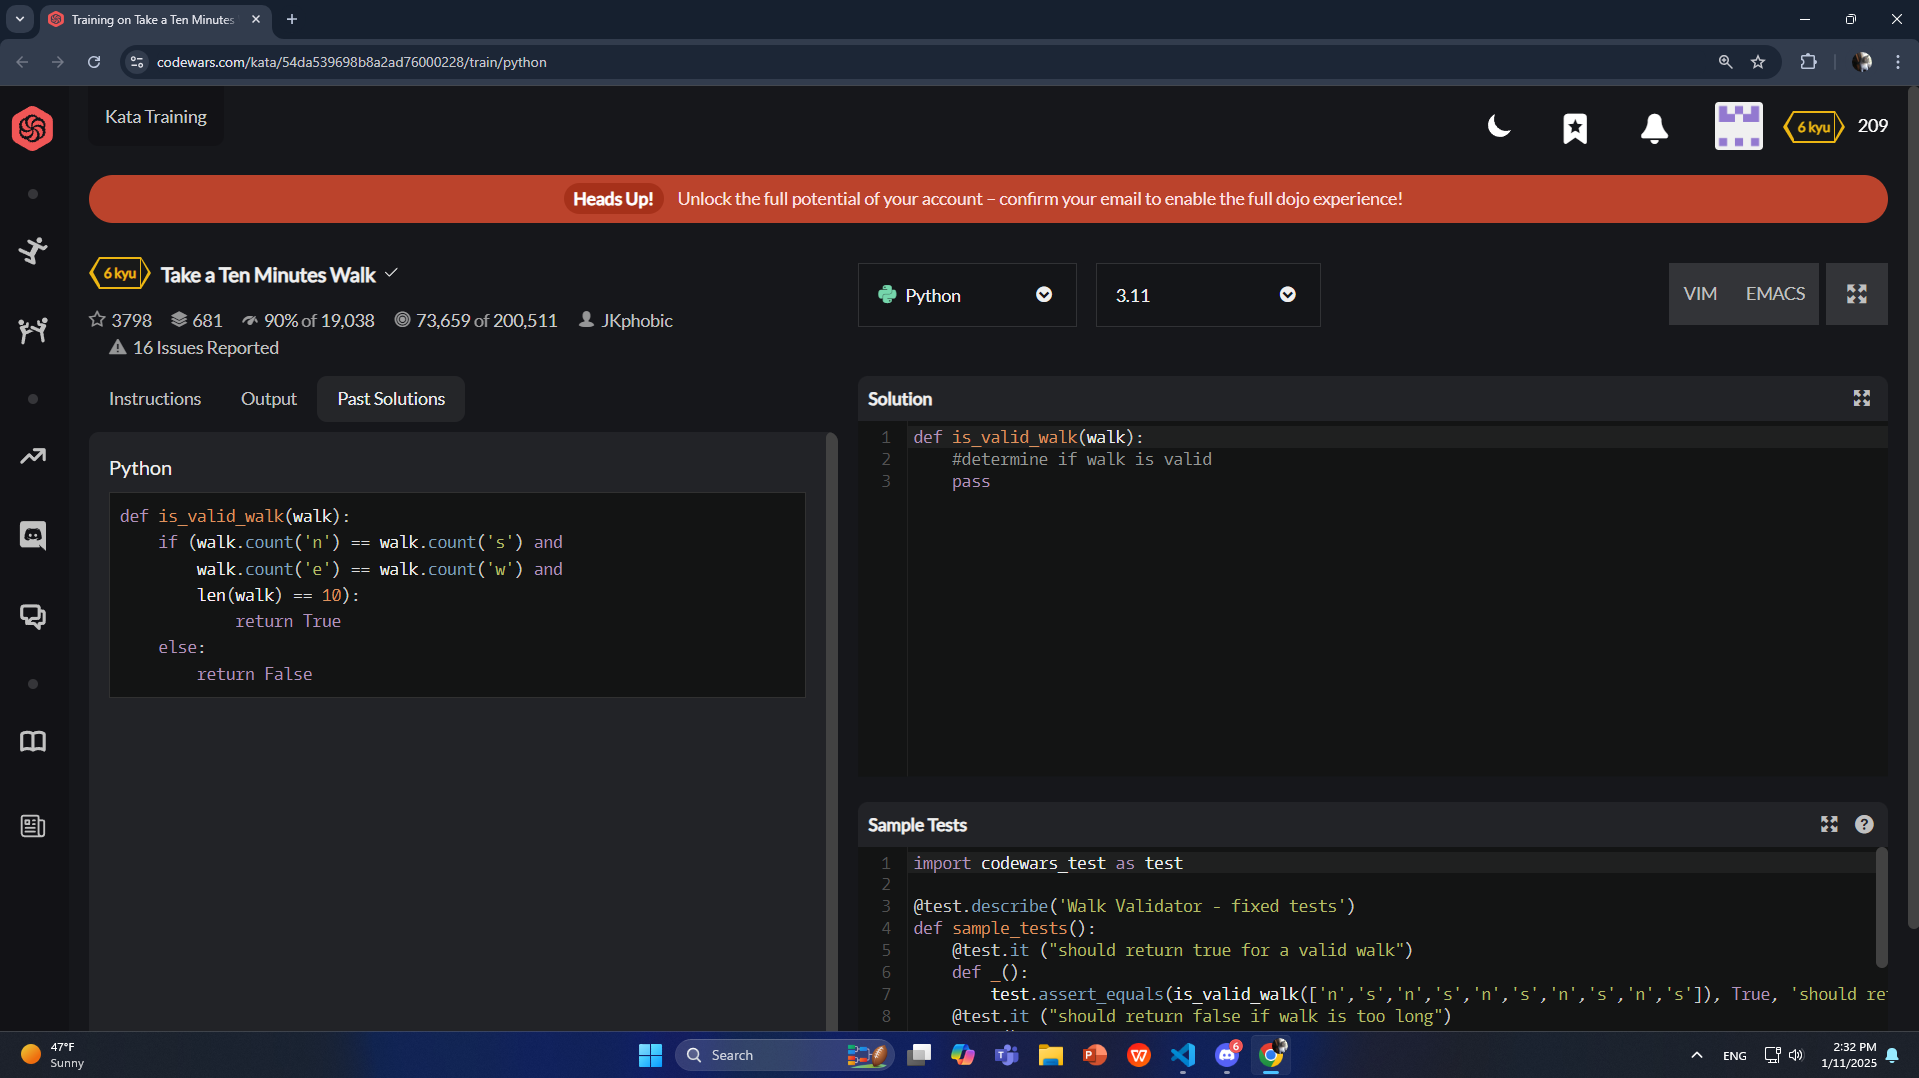 Training on Take a Ten Minutes
codewars.com/kata/54da539698b8a2ad76000228/train/python
Kata Training
6 kyu
209
Heads Up! Unlock the full potential of your account – confirm your email to enable the full dojo experience!
6 kyu Take a Ten Minutes Walk
3798 681 90% of 19,038 73,659 of 200,511 JKphobic
16 Issues Reported
Python
3.11
VIM EMACS
Instructions Output Past Solutions
Python
def is_valid_walk(walk):
    if (walk.count('n') == walk.count('s') and
        walk.count('e') == walk.count('w') and
        len(walk) == 10):
            return True
    else:
        return False
Solution
1 def is_valid_walk(walk):
2     #determine if walk is valid
3     pass
Sample Tests
1 import codewars_test as test
2
3 @test.describe('Walk Validator - fixed tests')
4 def sample_tests():
5     @test.it ("should return true for a valid walk")
6     def _():
7         test.assert_equals(is_valid_walk(['n','s','n','s','n','s','n','s','n','s']), True, 'should re
8     @test.it ("should return false if walk is too long")
47°F
Sunny
Search
6
ENG
2:32 PM
1/11/2025